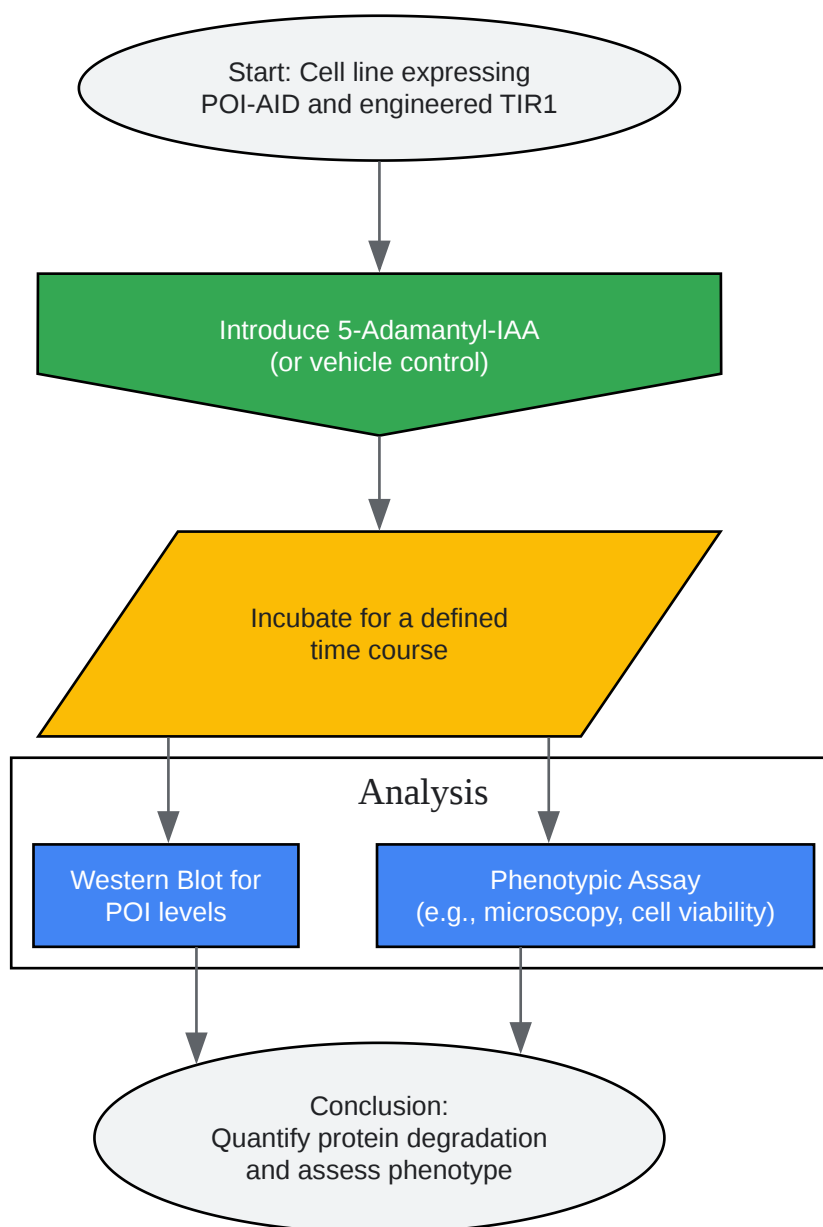 Start: Cell line expressing
POI-AID and engineered TIR1
Introduce 5-Adamantyl-IAA
(or vehicle control)
Incubate for a defined
time course
Analysis
Western Blot for
POI levels
Phenotypic Assay
(e.g., microscopy, cell viability)
Conclusion:
Quantify protein degradation
and assess phenotype